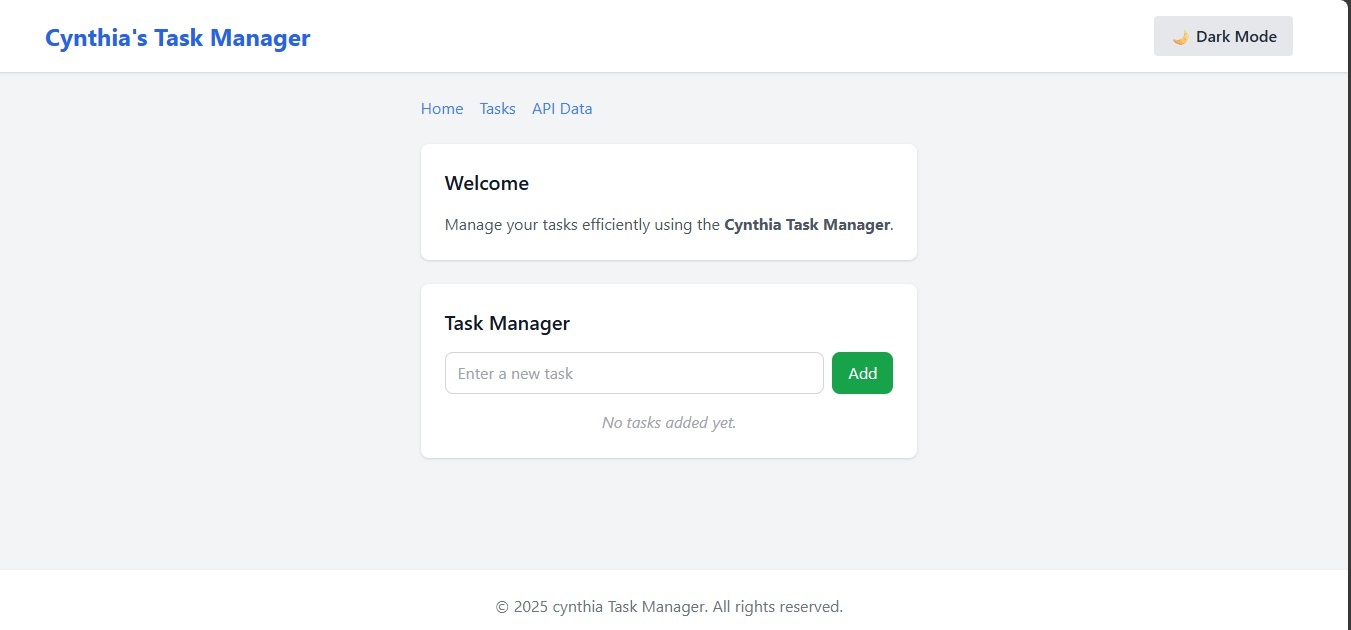 Cynthia's Task Manager
🌙 Dark Mode
Home Tasks API Data
Welcome
Manage your tasks efficiently using the Cynthia Task Manager.
Task Manager
Enter a new task Add
No tasks added yet.
© 2025 cynthia Task Manager. All rights reserved.